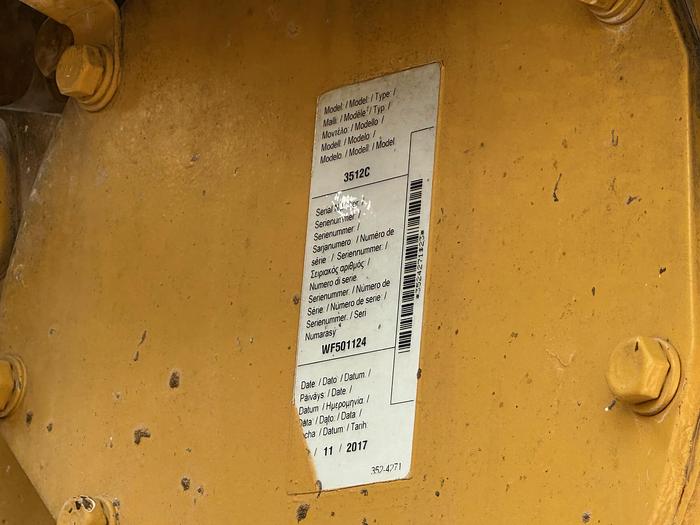 Model: / Model: / Type: /
Malli: / Modèle: / Typ: /
Μοντέλο: / Modello: /
Modell: / Modelo: /
Modelo: / Modell: / Model
3512C
Serial Number: /
Serienummer: /
Serienummer: /
Sarjanumero: / Numéro de
série: / Seriennummer: /
Σειριακός αριθμός: /
Numero di serie:
Serienummer: / Número de
Série: / Número de serie: /
Serienummer: / Seri
Numarası:
WF501124
Date: / Dato: / Datum: /
Päiväys: / Date: /
Datum: / Ημερομηνία: /
Data: / Dato: / Data: /
Datum: / Tarih:
/ 11 / 2017
352-4271